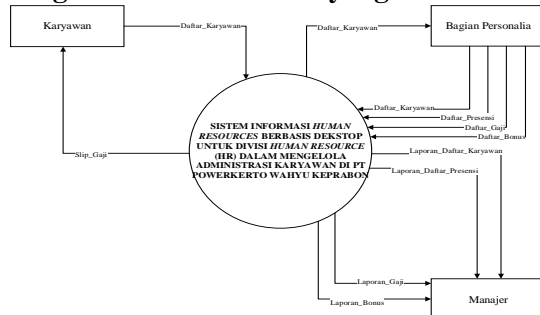 Karyawan
Daftar_Karyawan
Daftar_Karyawan
Bagian Personalia
Daftar_Karyawan
Daftar_Presensi
Daftar_Gaji
Daftar_Bonus
SISTEM INFORMASI HUMAN
RESOURCES BERBASIS DEKSTOP
UNTUK DIVISI HUMAN RESOURCE
(HR) DALAM MENGELOLA
ADMINISTRASI KARYAWAN DI PT
POWERKERTO WAHYU KEPRABON
Slip_Gaji
Laporan_Daftar_Karyawan
Laporan_Daftar_Presensi
Laporan_Gaji
Laporan_Bonus
Manajer